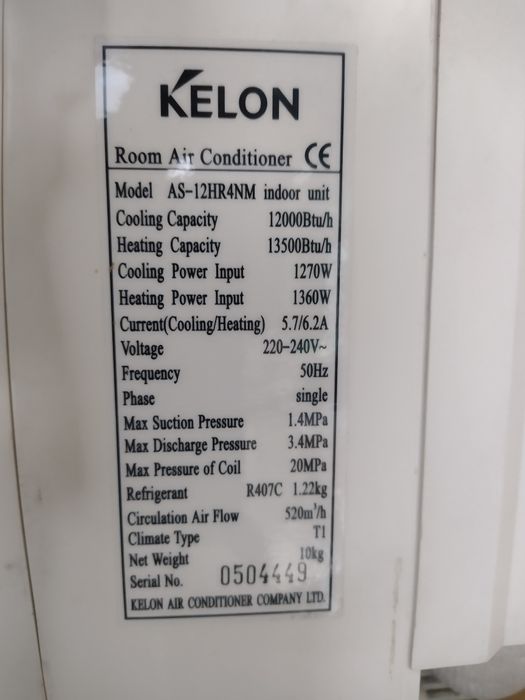 KELON
Room Air Conditioner CE
Model AS-12HR4NM indoor unit
Cooling Capacity 12000Btu/h
Heating Capacity 13500Btu/h
Cooling Power Input 1270W
Heating Power Input 1360W
Current(Cooling/Heating) 5.7/6.2A
Voltage 220-240V~
Frequency 50Hz
Phase single
Max Suction Pressure 1.4MPa
Max Discharge Pressure 3.4MPa
Max Pressure of Coil 20MPa
Refrigerant R407C 1.22kg
Circulation Air Flow 520m³/h
Climate Type T1
Net Weight 10kg
Serial No. 0504449
KELON AIR CONDITIONER COMPANY LTD.